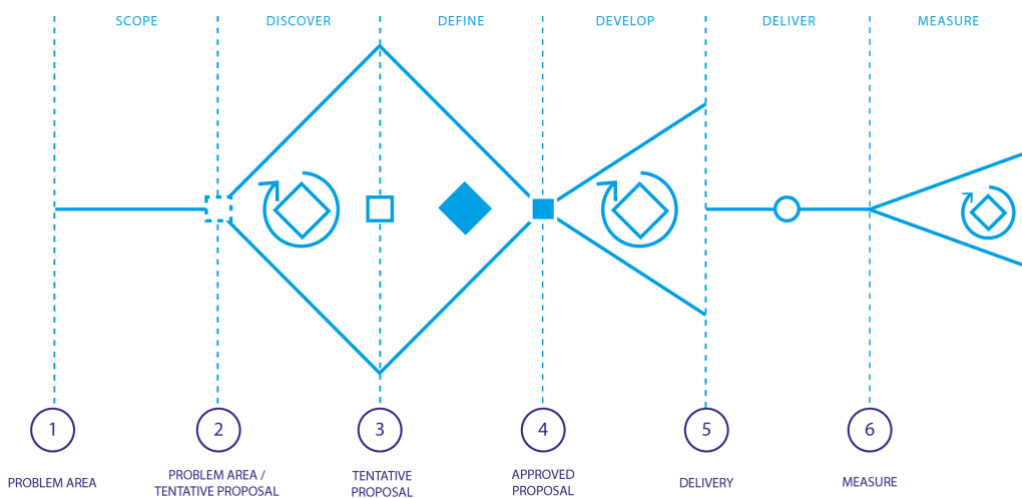 SCOPE
DISCOVER
DEFINE
DEVELOP
DELIVER
MEASURE
1
2
3
4
5
6
PROBLEM AREA
PROBLEM AREA /
TENTATIVE PROPOSAL
TENTATIVE
PROPOSAL
APPROVED
PROPOSAL
DELIVERY
MEASURE